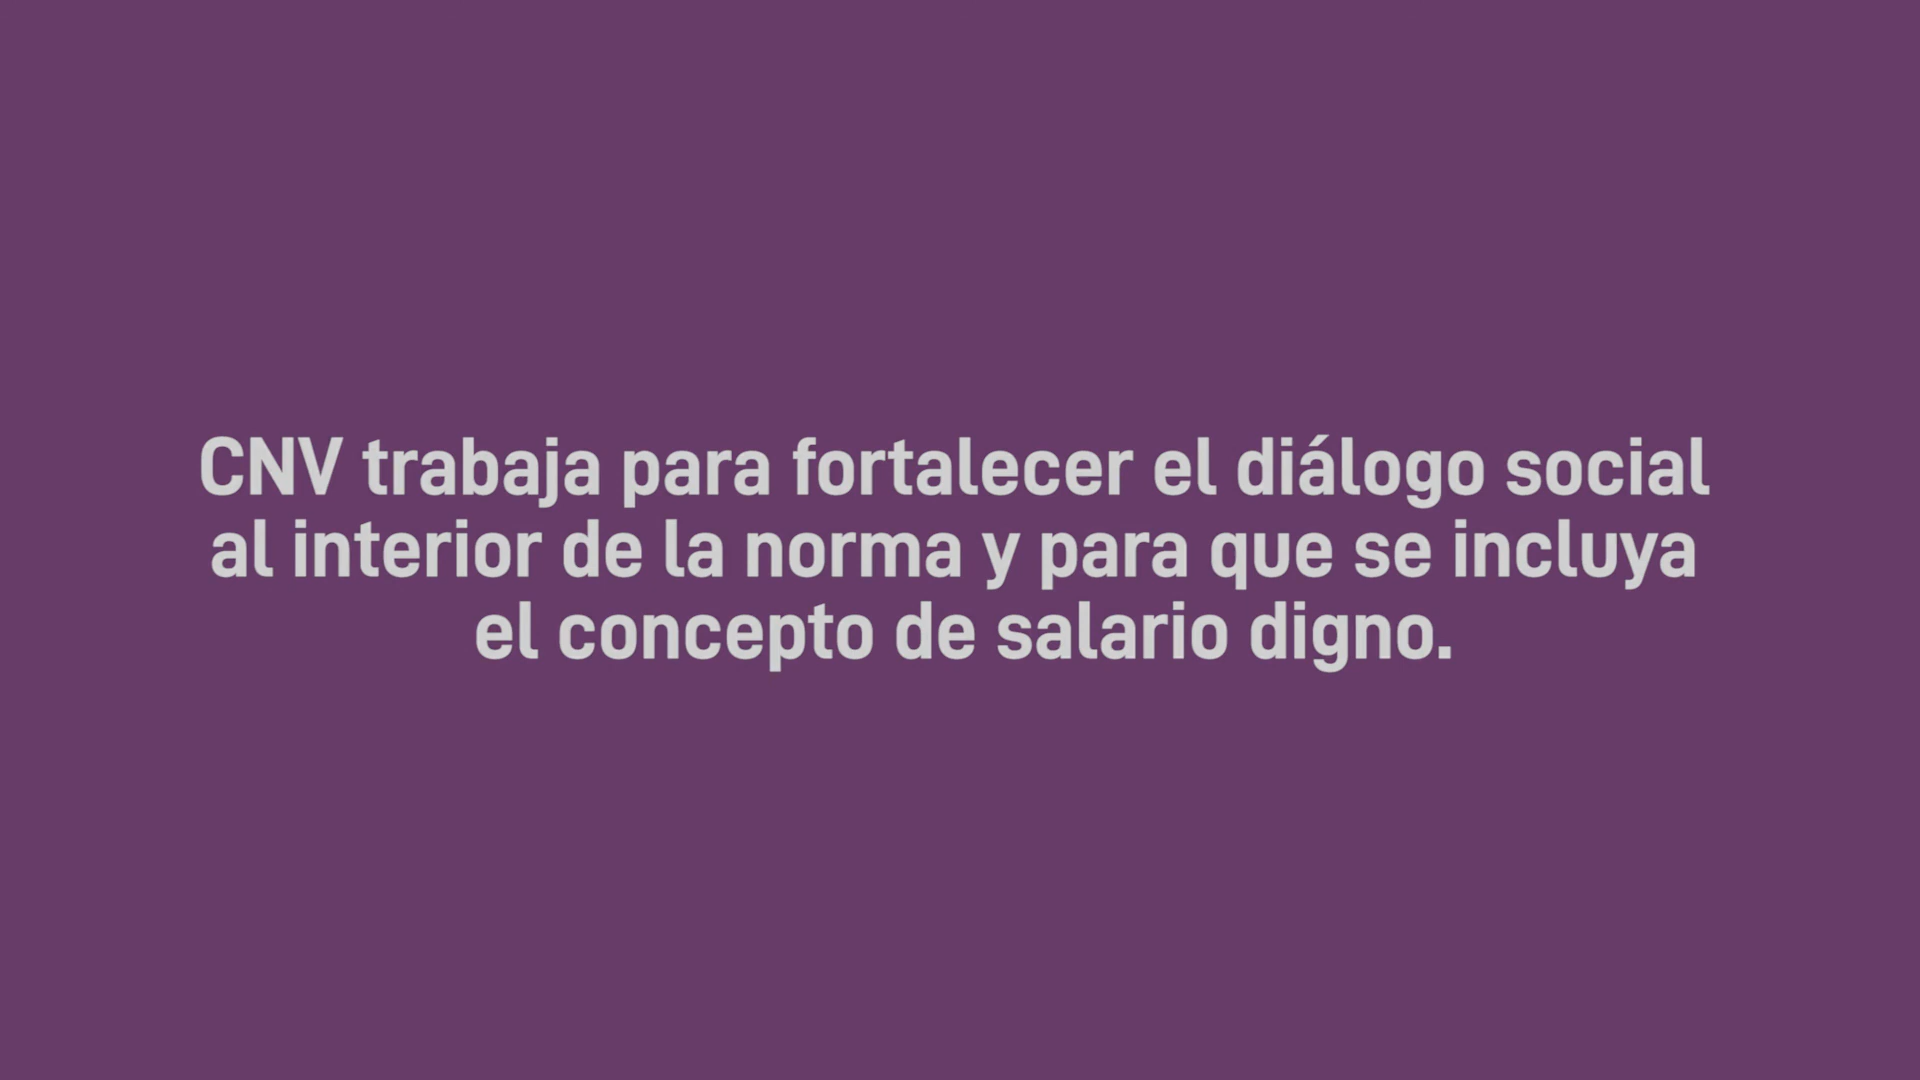 CNV trabaja para fortalecer el diálogo social
al interior de la norma y para que se incluya
el concepto de salario digno.